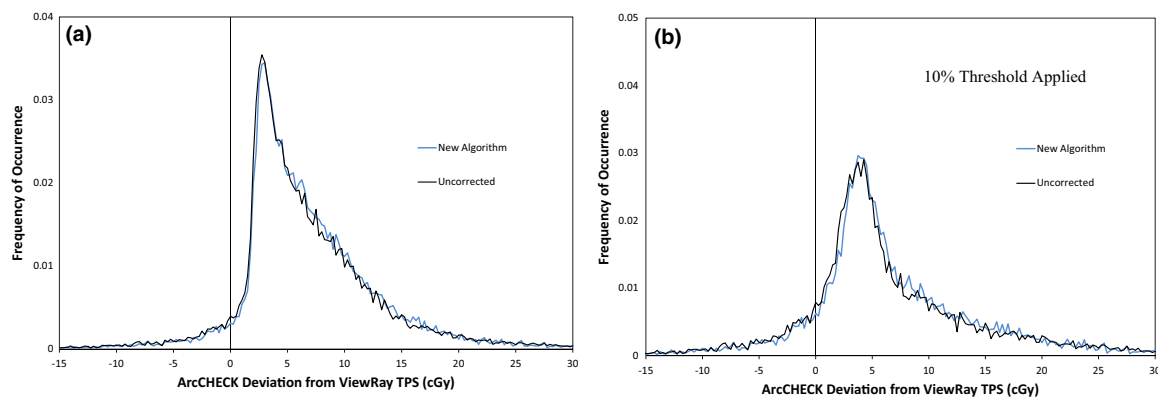 (a)
Frequency of Occurrence
0.04
0.03
0.02
0.01
0
-15
-10
-5
0
5
10
15
20
25
30
New Algorithm
Uncorrected
ArcCHECK Deviation from ViewRay TPS (cGy)
(b)
10% Threshold Applied
Frequency of Occurrence
0.05
0.04
0.03
0.02
0.01
0
-15
-10
-5
0
5
10
15
20
25
30
New Algorithm
Uncorrected
ArcCHECK Deviation from ViewRay TPS (cGy)